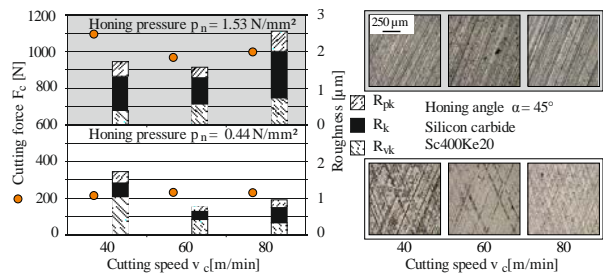 Cutting force F c [N]
1200
1000
800
600
400
200
0
Honing pressure p n = 1.53 N/mm²
Honing pressure p n = 0.44 N/mm²
3
2
1
0
2
1
0
Roughness [µm]
40 60 80
Cutting speed v c [m/min]
250 µm
R pk Honing angle α = 45°
R k Silicon carbide
R vk Sc400Ke20
40 60 80
Cutting speed v c [m/min]